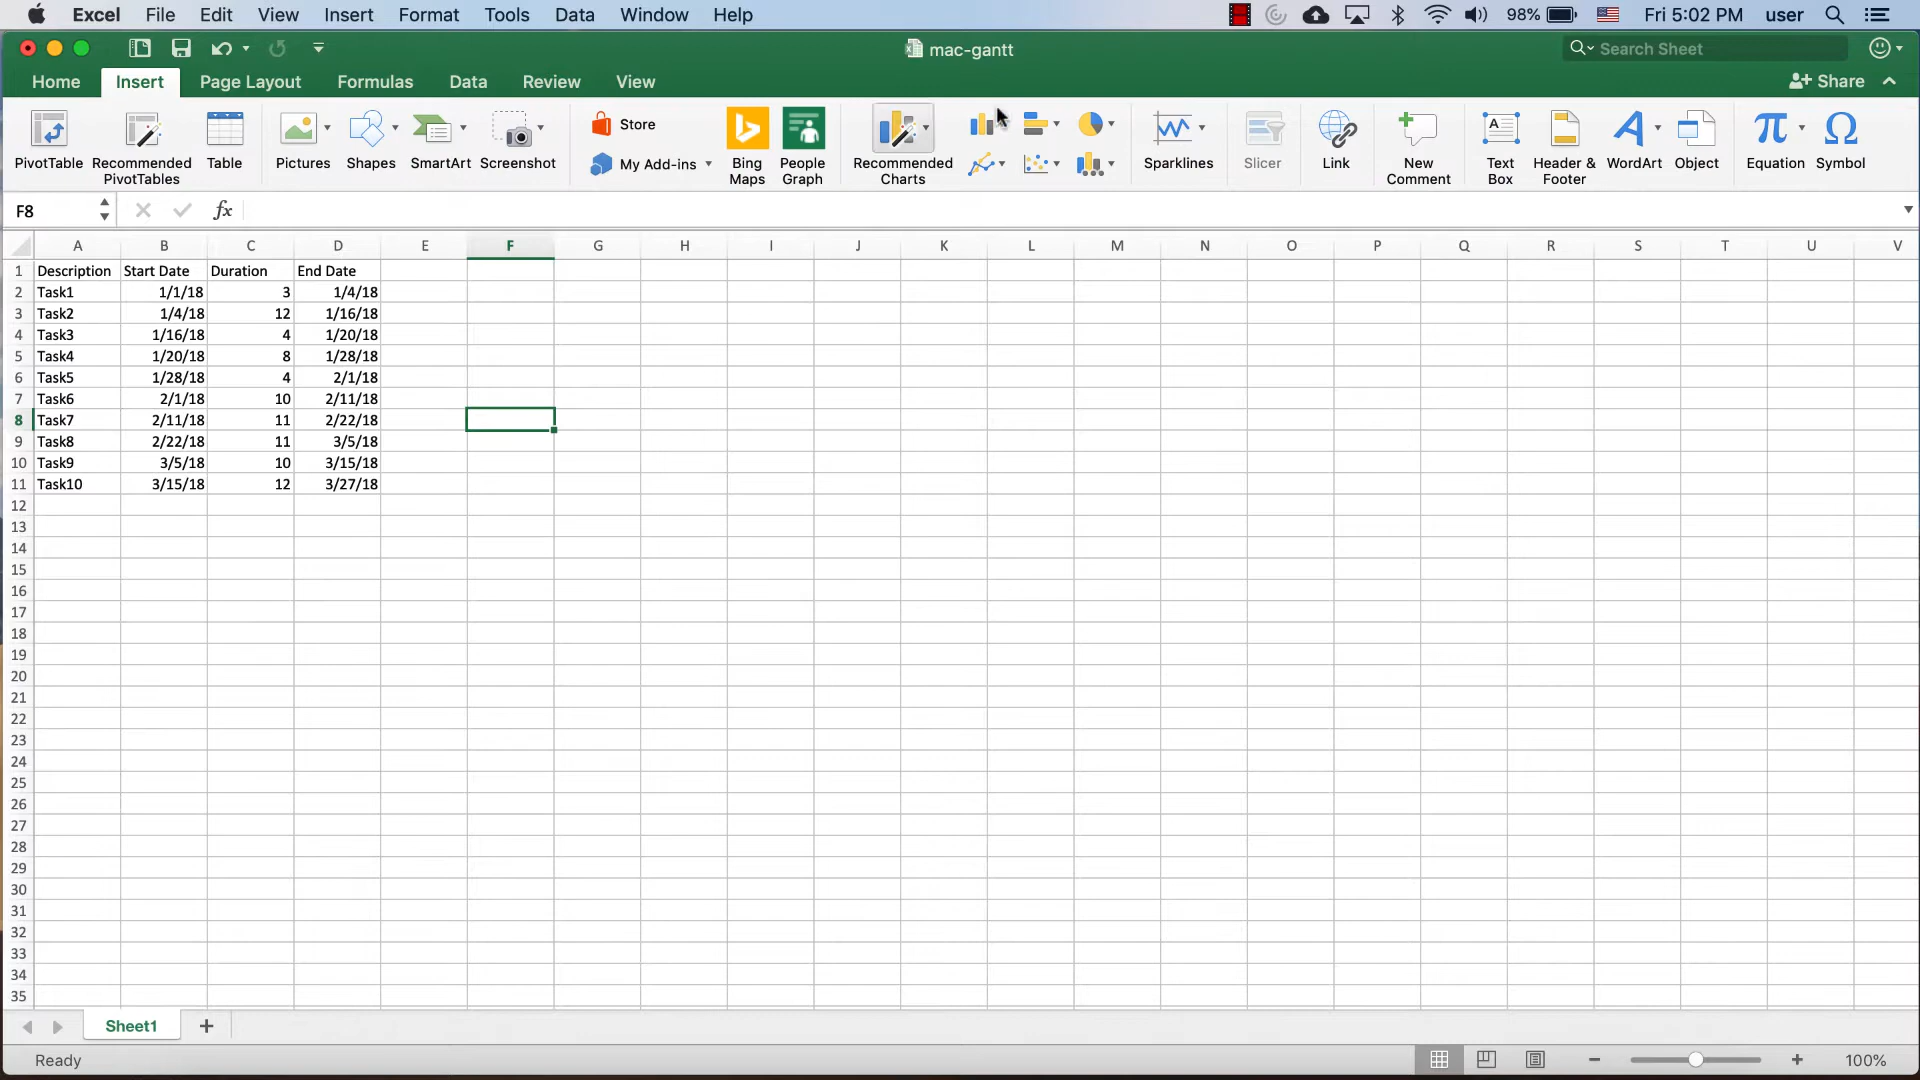 Excel File Edit View Insert Format Tools Data Window Help 98% Fri 5:02 PM user
mac-gantt Search Sheet
Home Insert Page Layout Formulas Data Review View Share
Store
PivotTable Recommended PivotTables Table Pictures Shapes SmartArt Screenshot My Add-ins Bing Maps People Graph Recommended Charts Sparklines Slicer Link New Comment Text Box Header & Footer WordArt Object Equation Symbol
F8 fx
A B C D E F G H I J K L M N O P Q R S T U V
1 Description Start Date Duration End Date
2 Task1 1/1/18 3 1/4/18
3 Task2 1/4/18 12 1/16/18
4 Task3 1/16/18 4 1/20/18
5 Task4 1/20/18 8 1/28/18
6 Task5 1/28/18 4 2/1/18
7 Task6 2/1/18 10 2/11/18
8 Task7 2/11/18 11 2/22/18
9 Task8 2/22/18 11 3/5/18
10 Task9 3/5/18 10 3/15/18
11 Task10 3/15/18 12 3/27/18
12
13
14
15
16
17
18
19
20
21
22
23
24
25
26
27
28
29
30
31
32
33
34
35
Sheet1
Ready 100%